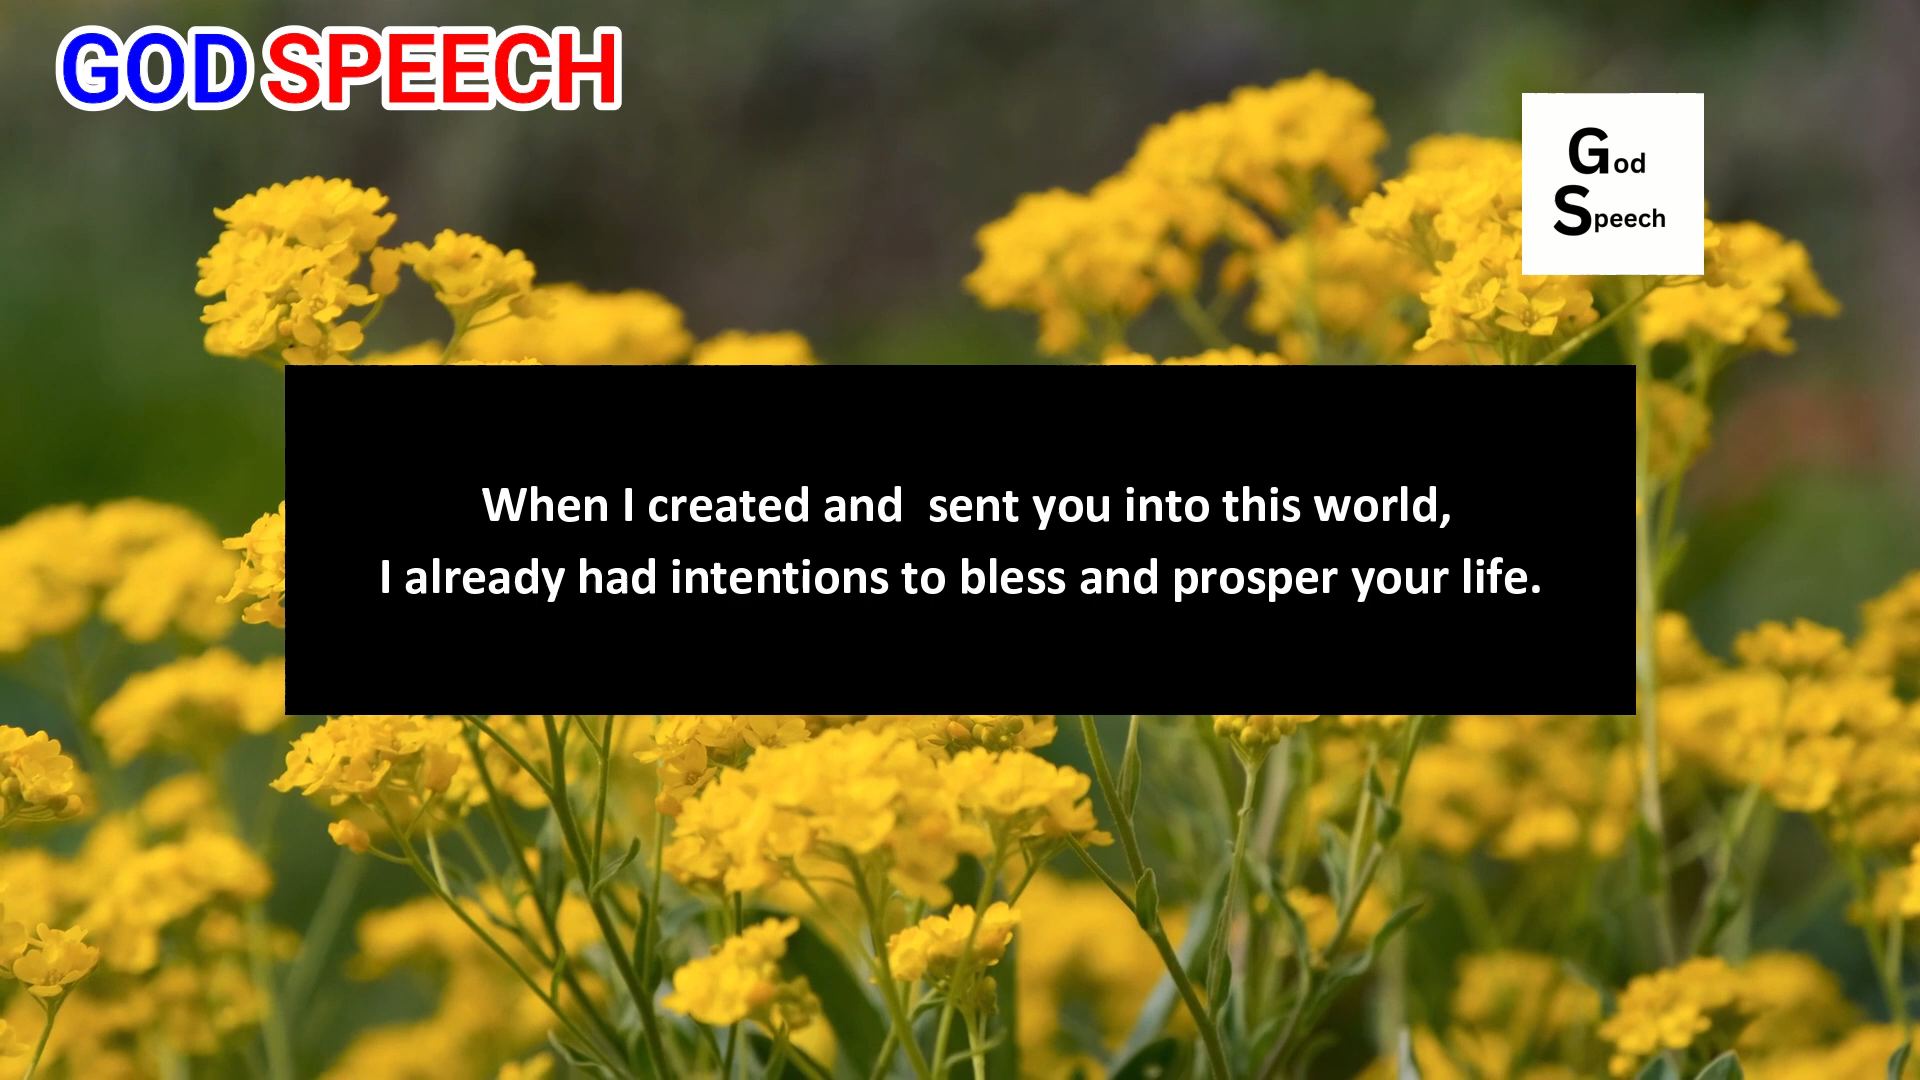 GOD SPEECH
God
Speech
When I created and  sent you into this world,
I already had intentions to bless and prosper your life.